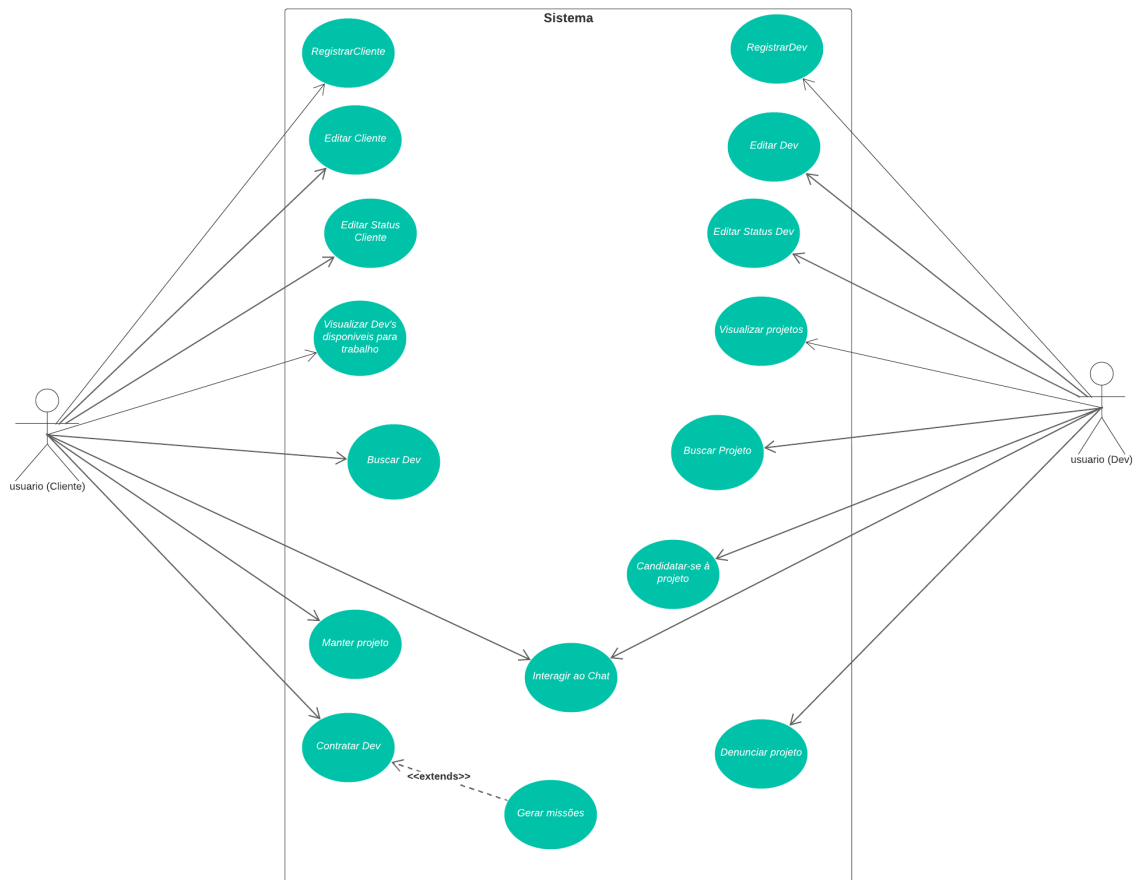 Sistema
RegistrarCliente
RegistrarDev
Editar Cliente
Editar Dev
Editar Status
Cliente
Editar Status Dev
Visualizar Dev's
disponiveis para
trabalho
Visualizar projetos
Buscar Dev
Buscar Projeto
usuario (Cliente)
usuario (Dev)
Candidatar-se à
projeto
Manter projeto
Interagir ao Chat
Contratar Dev
Denunciar projeto
<<extends>>
Gerar missões